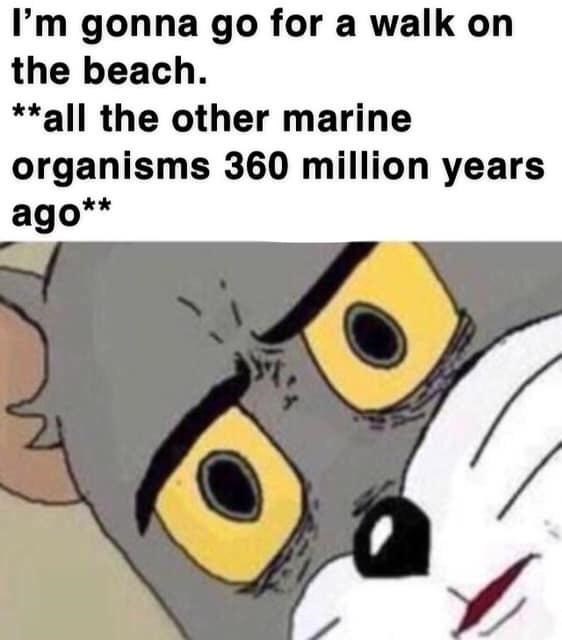 I’m gonna go for a walk on
the beach.
**all the other marine
organisms 360 million years
ago**